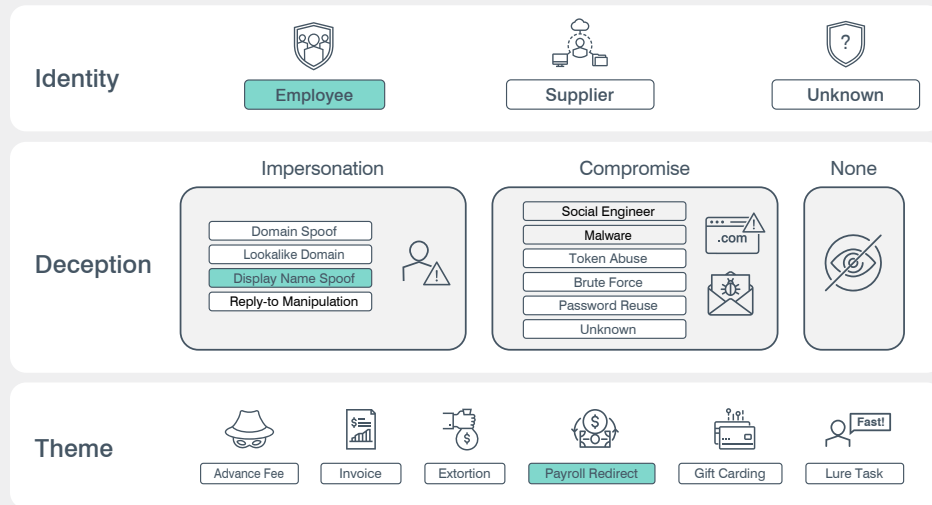 Identity
?
Employee
Supplier
Unknown
Deception
Impersonation
Domain Spoof
Lookalike Domain
Display Name Spoof
Reply-to Manipulation
!
Compromise
Social Engineer
Malware
Token Abuse
Brute Force
Password Reuse
Unknown
!
.com
None
Theme
Advance Fee
$
Invoice
$
Extortion
$
Payroll Redirect
Gift Carding
Fast!
Lure Task